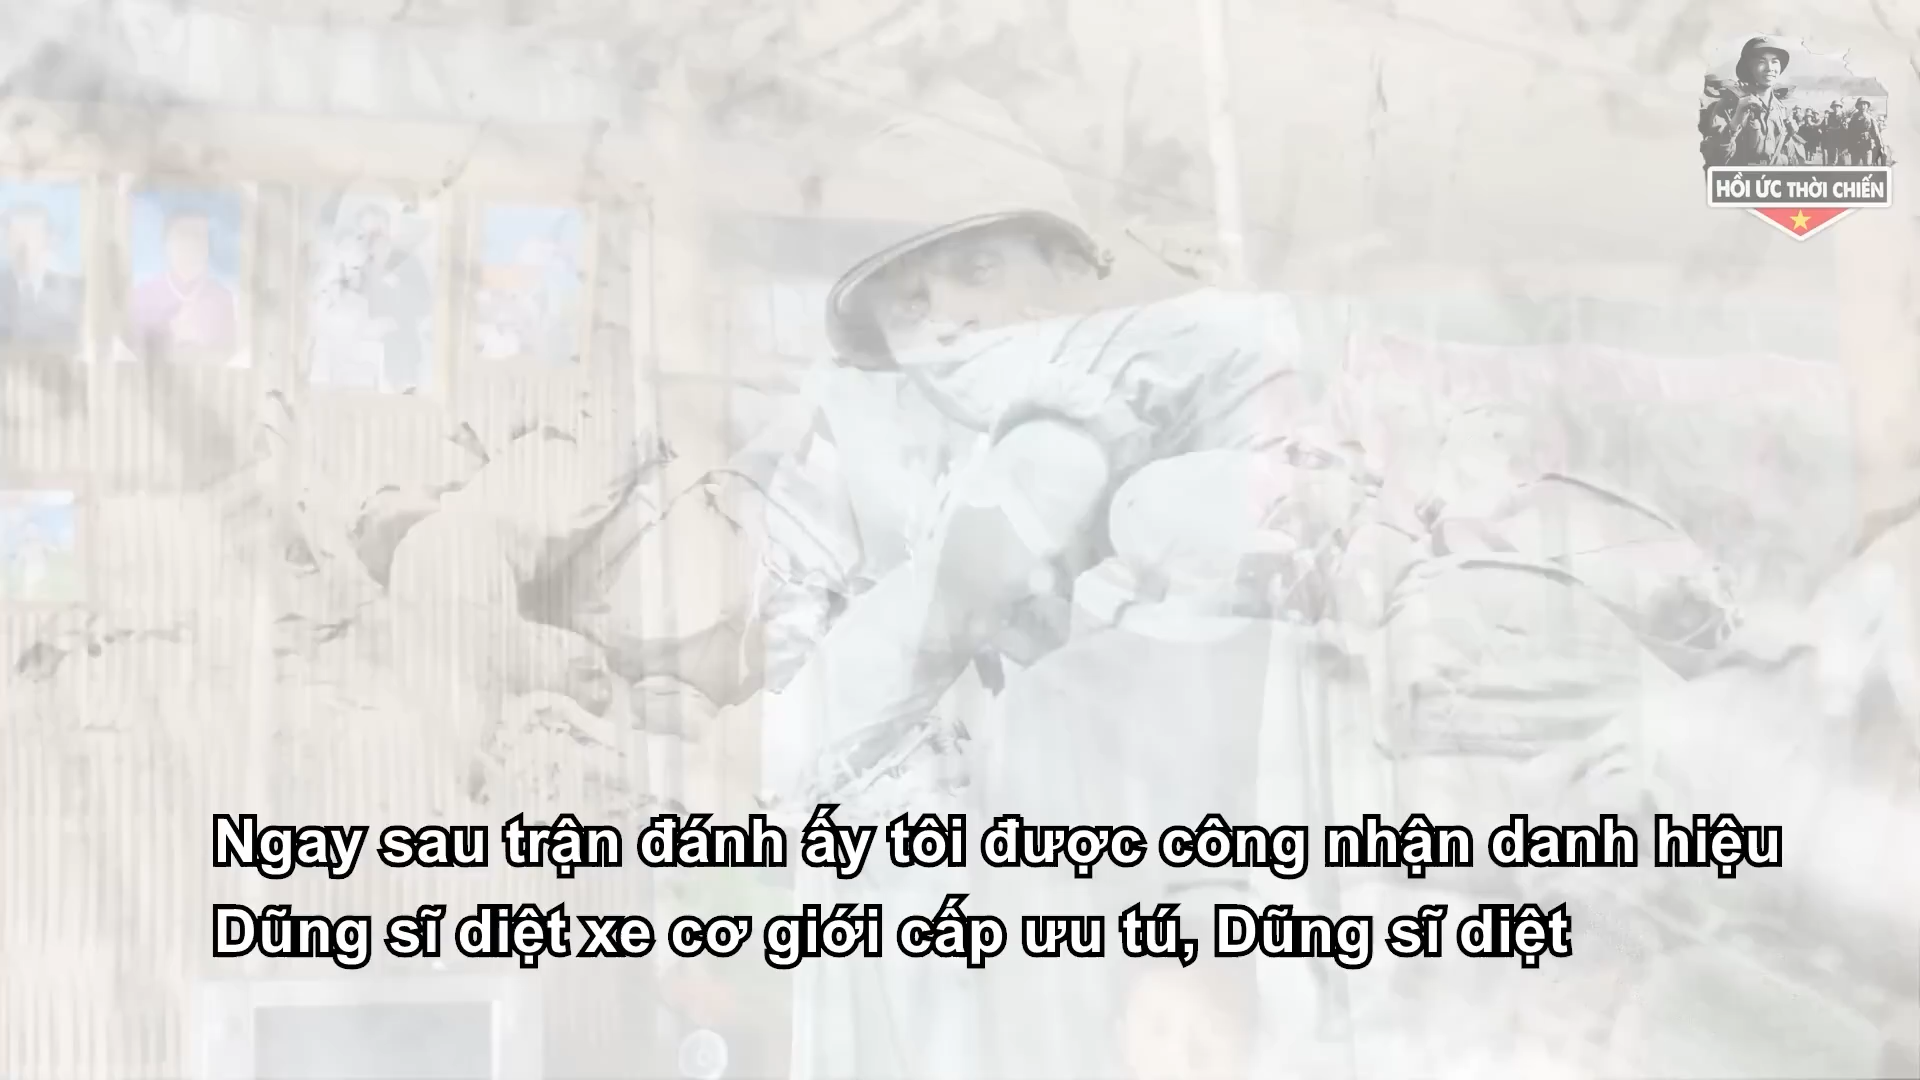 HỒI ỨC THỜI CHIẾN
Ngay sau trận đánh ấy tôi được công nhận danh hiệu
Dũng sĩ diệt xe cơ giới cấp ưu tú, Dũng sĩ diệt